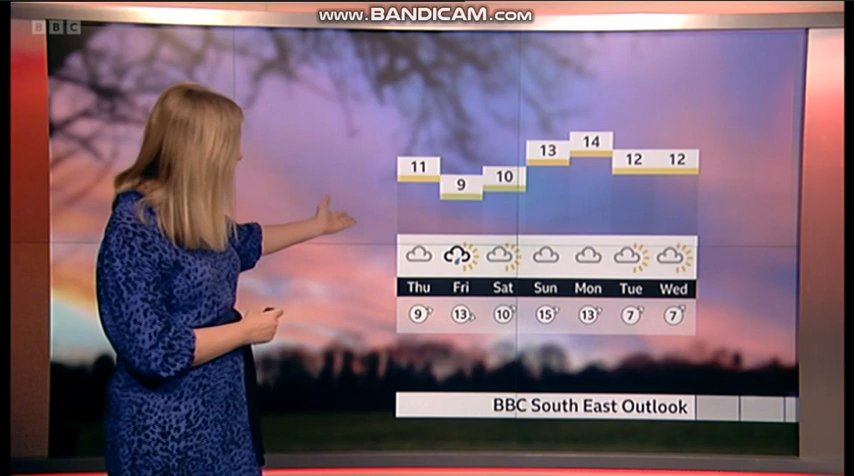 www.BANDICAM.com
BBC
11 9 10 13 14 12 12
Thu Fri Sat Sun Mon Tue Wed
9 13 10 15 13 7 7
BBC South East Outlook